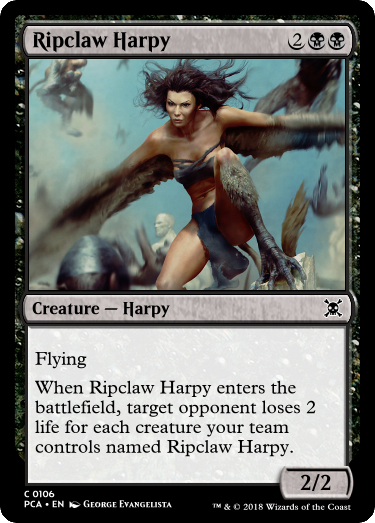 Ripclaw Harpy 2
Creature — Harpy
Flying
When Ripclaw Harpy enters the
battlefield, target opponent loses 2
life for each creature your team
controls named Ripclaw Harpy.
2/2
C 0106
PCA • EN George Evangelista
™ & © 2018 Wizards of the Coast